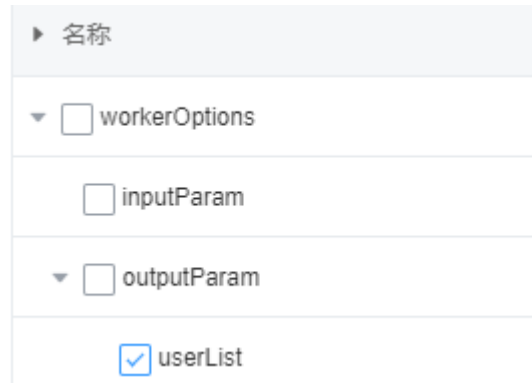 名称
workerOptions
inputParam
outputParam
userList